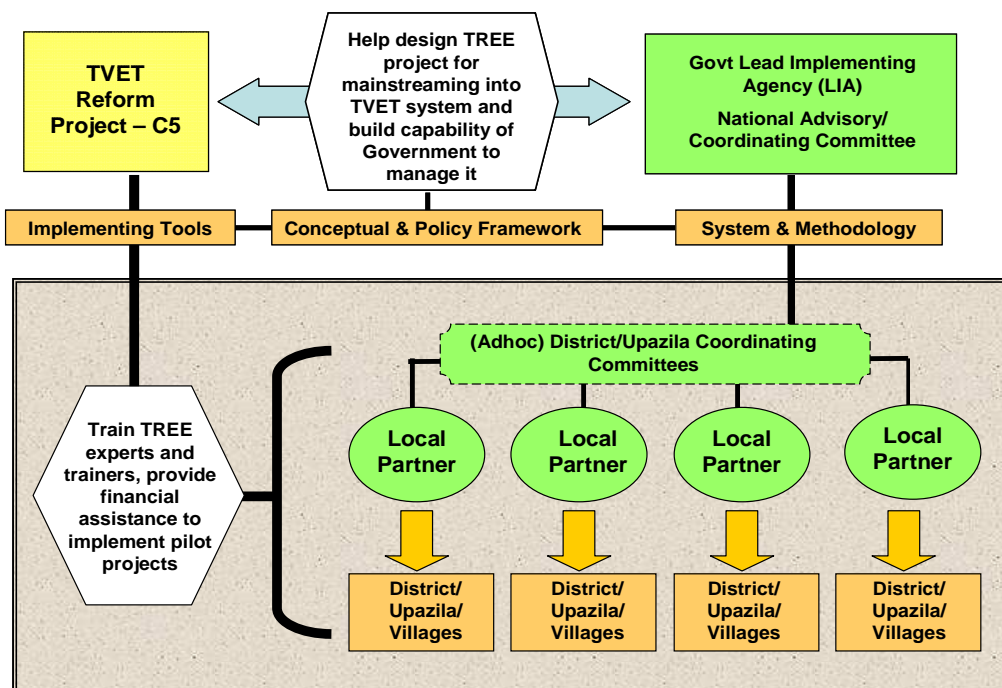 TVET
Reform
Project – C5
Help design TREE
project for
mainstreaming into
TVET system and
build capability of
Government to
manage it
Govt Lead Implementing
Agency (LIA)
National Advisory/
Coordinating Committee
Implementing Tools
Conceptual & Policy Framework
System & Methodology
(Adhoc) District/Upazila Coordinating
Committees
Train TREE
experts and
trainers, provide
financial
assistance to
implement pilot
projects
Local
Partner
Local
Partner
Local
Partner
Local
Partner
District/
Upazila/
Villages
District/
Upazila/
Villages
District/
Upazila/
Villages
District/
Upazila/
Villages